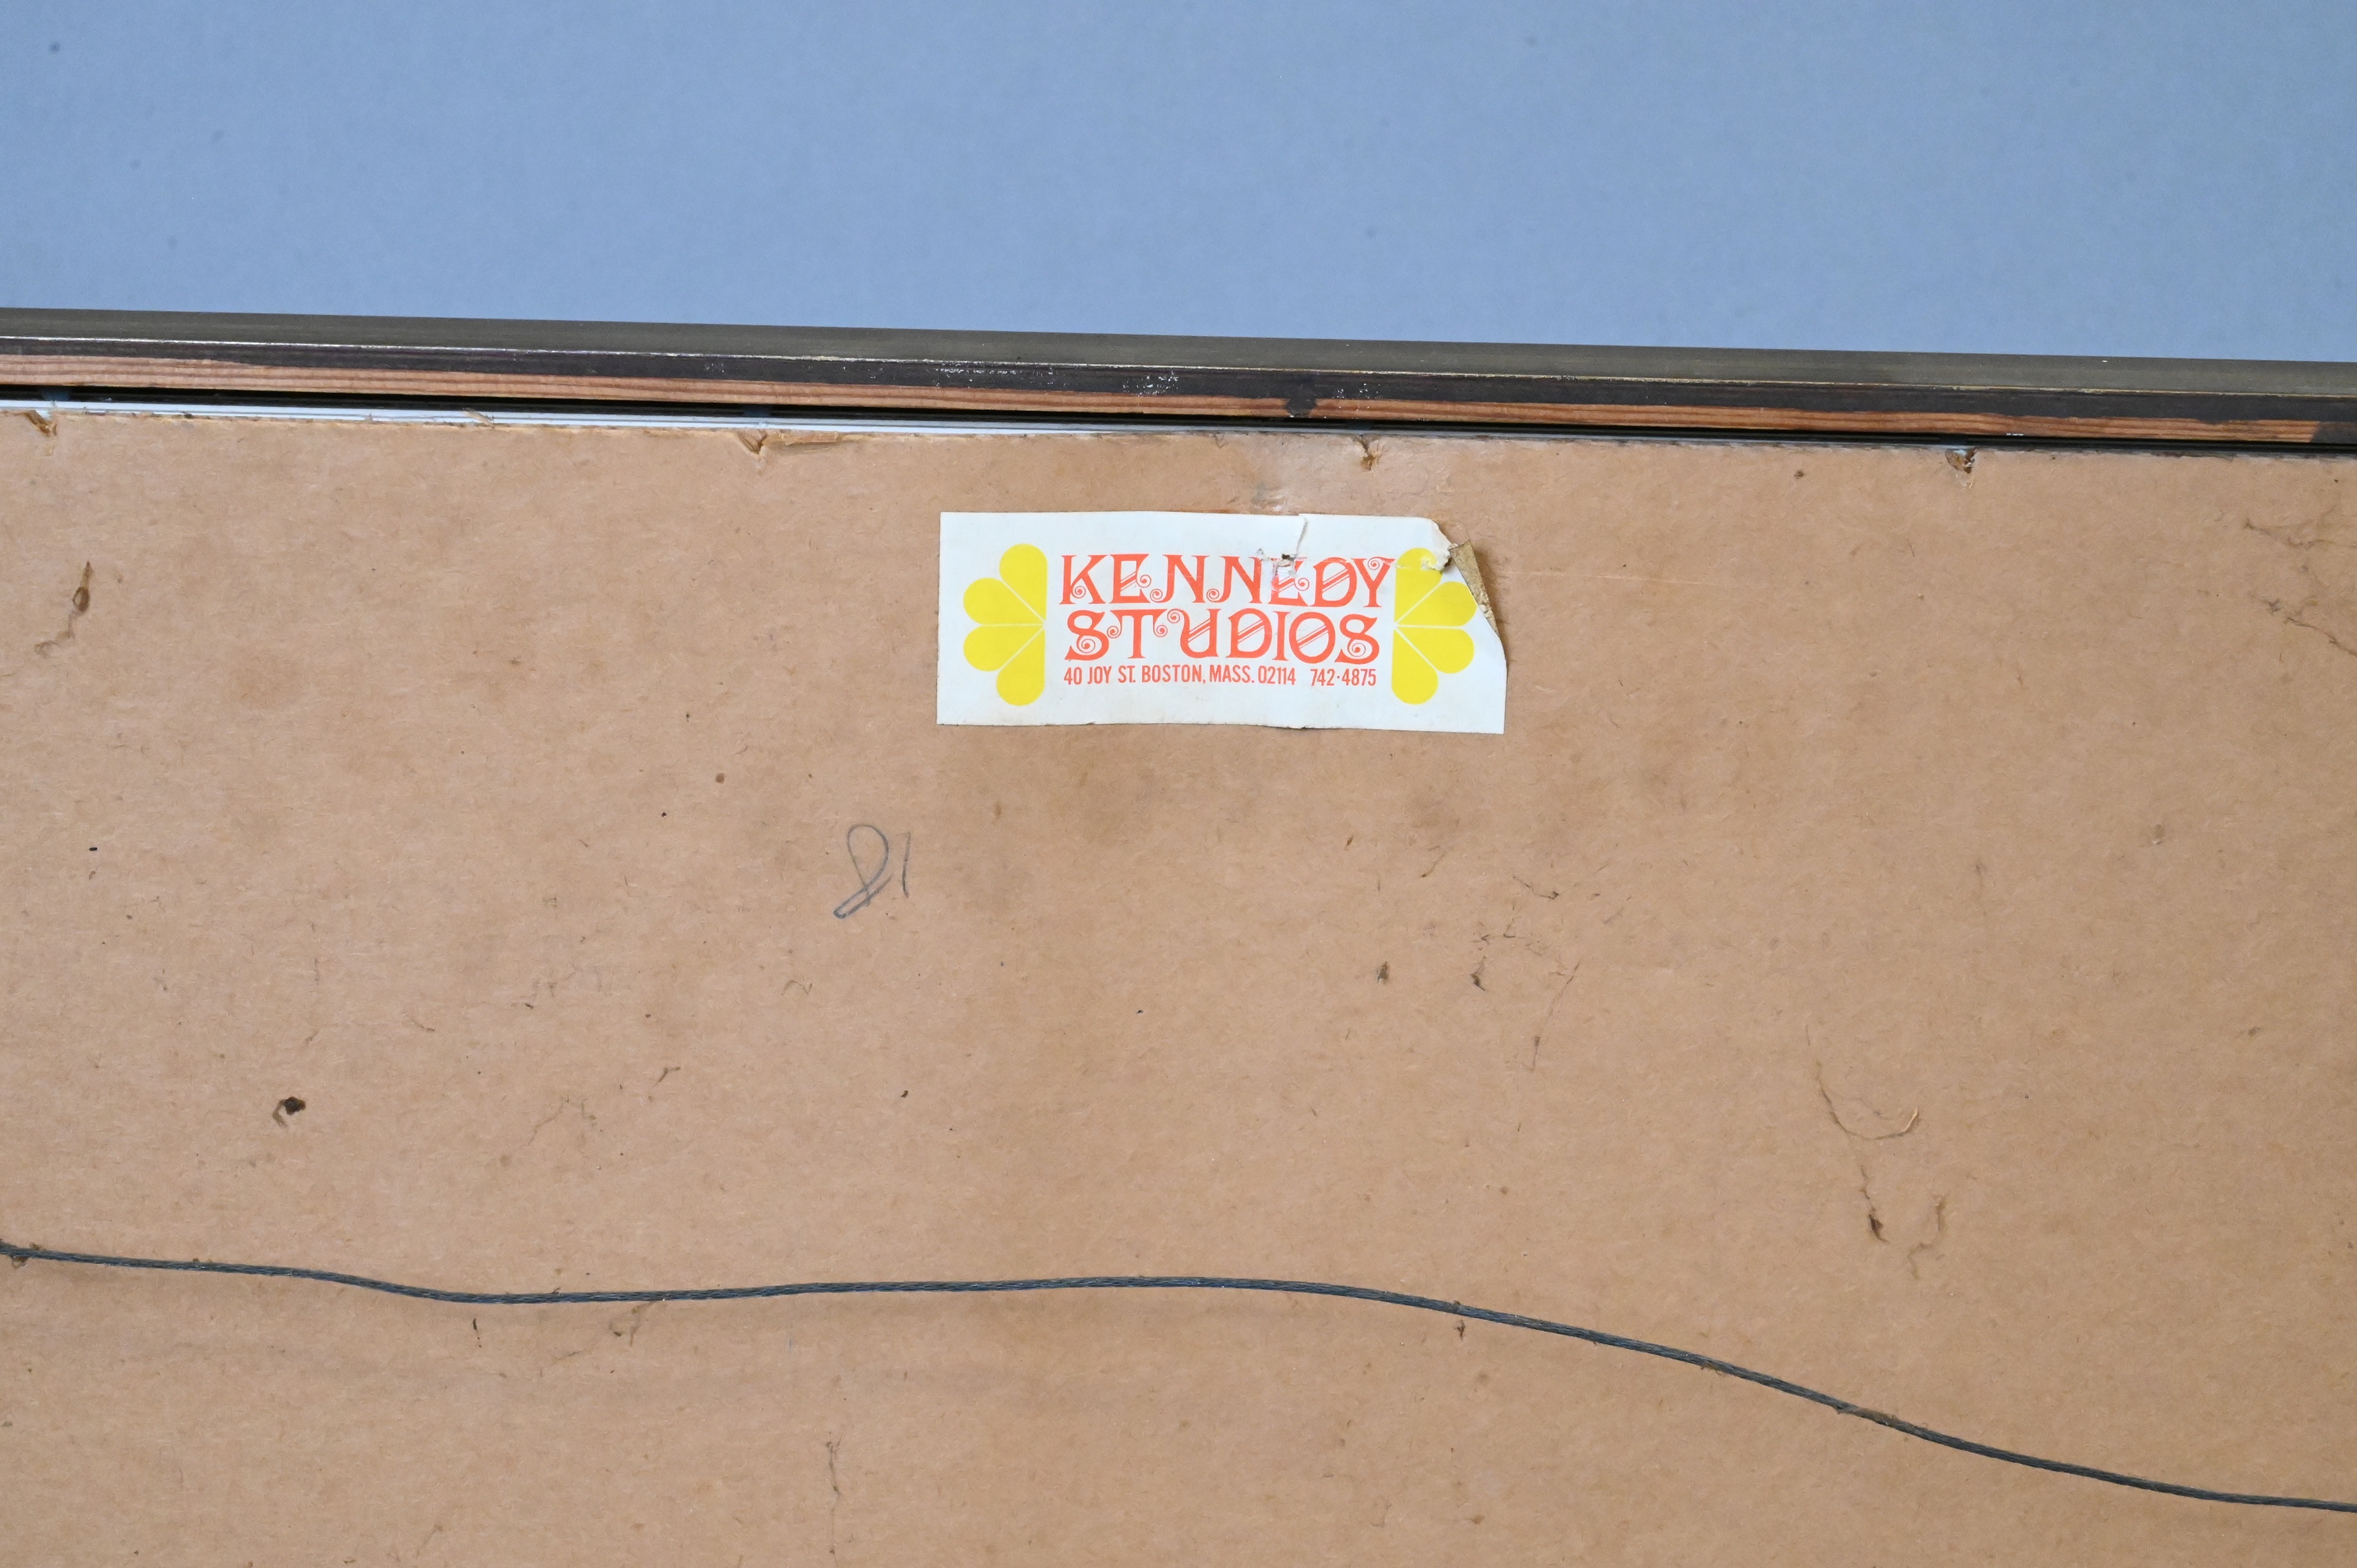 KENNEDY
STUDIOS
40 JOY ST. BOSTON, MASS. 02114 742·4875